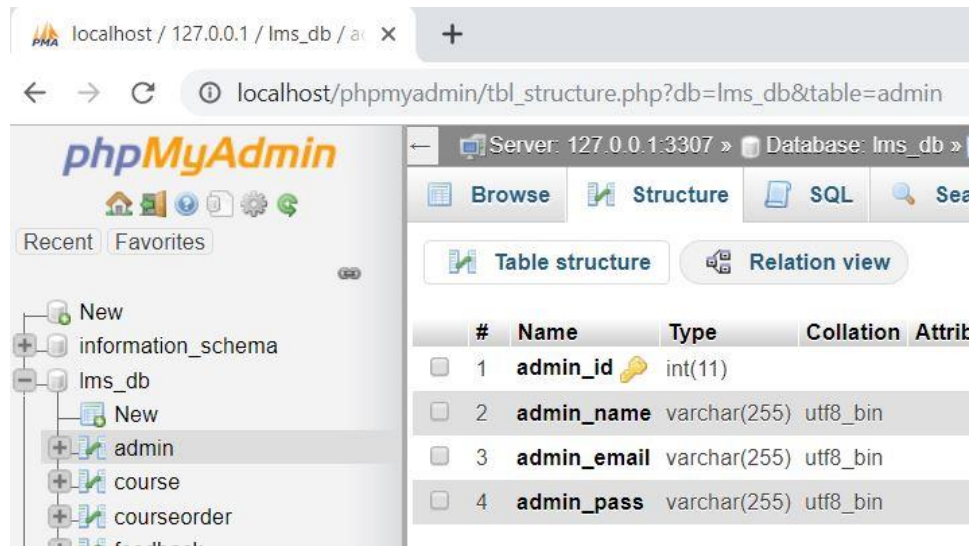 PMA localhost / 127.0.0.1 / lms_db / a
localhost/phpmyadmin/tbl_structure.php?db=lms_db&table=admin
phpMyAdmin
Recent Favorites
New
information_schema
lms_db
New
admin
course
courseorder
feedback
Server: 127.0.0.1:3307 » Database: lms_db »
Browse Structure SQL Sea
Table structure Relation view
# Name Type Collation Attrib
1 admin_id int(11)
2 admin_name varchar(255) utf8_bin
3 admin_email varchar(255) utf8_bin
4 admin_pass varchar(255) utf8_bin